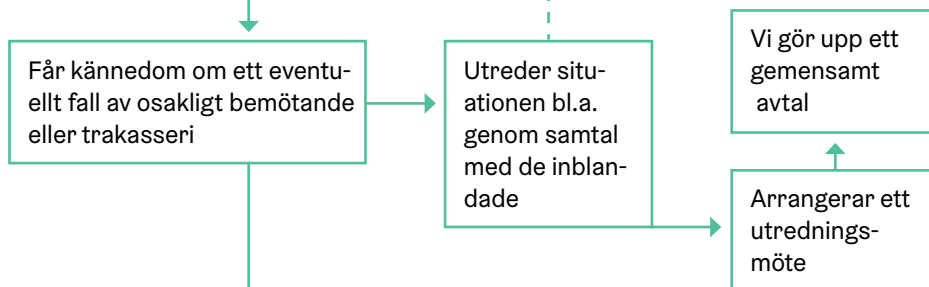 Får kännedom om ett eventu-
ellt fall av osakligt bemötande
eller trakasseri
Utreder situ-
ationen bl.a.
genom samtal
med de inblan-
dade
Vi gör upp ett
gemensamt
avtal
Arrangerar ett
utrednings-
möte